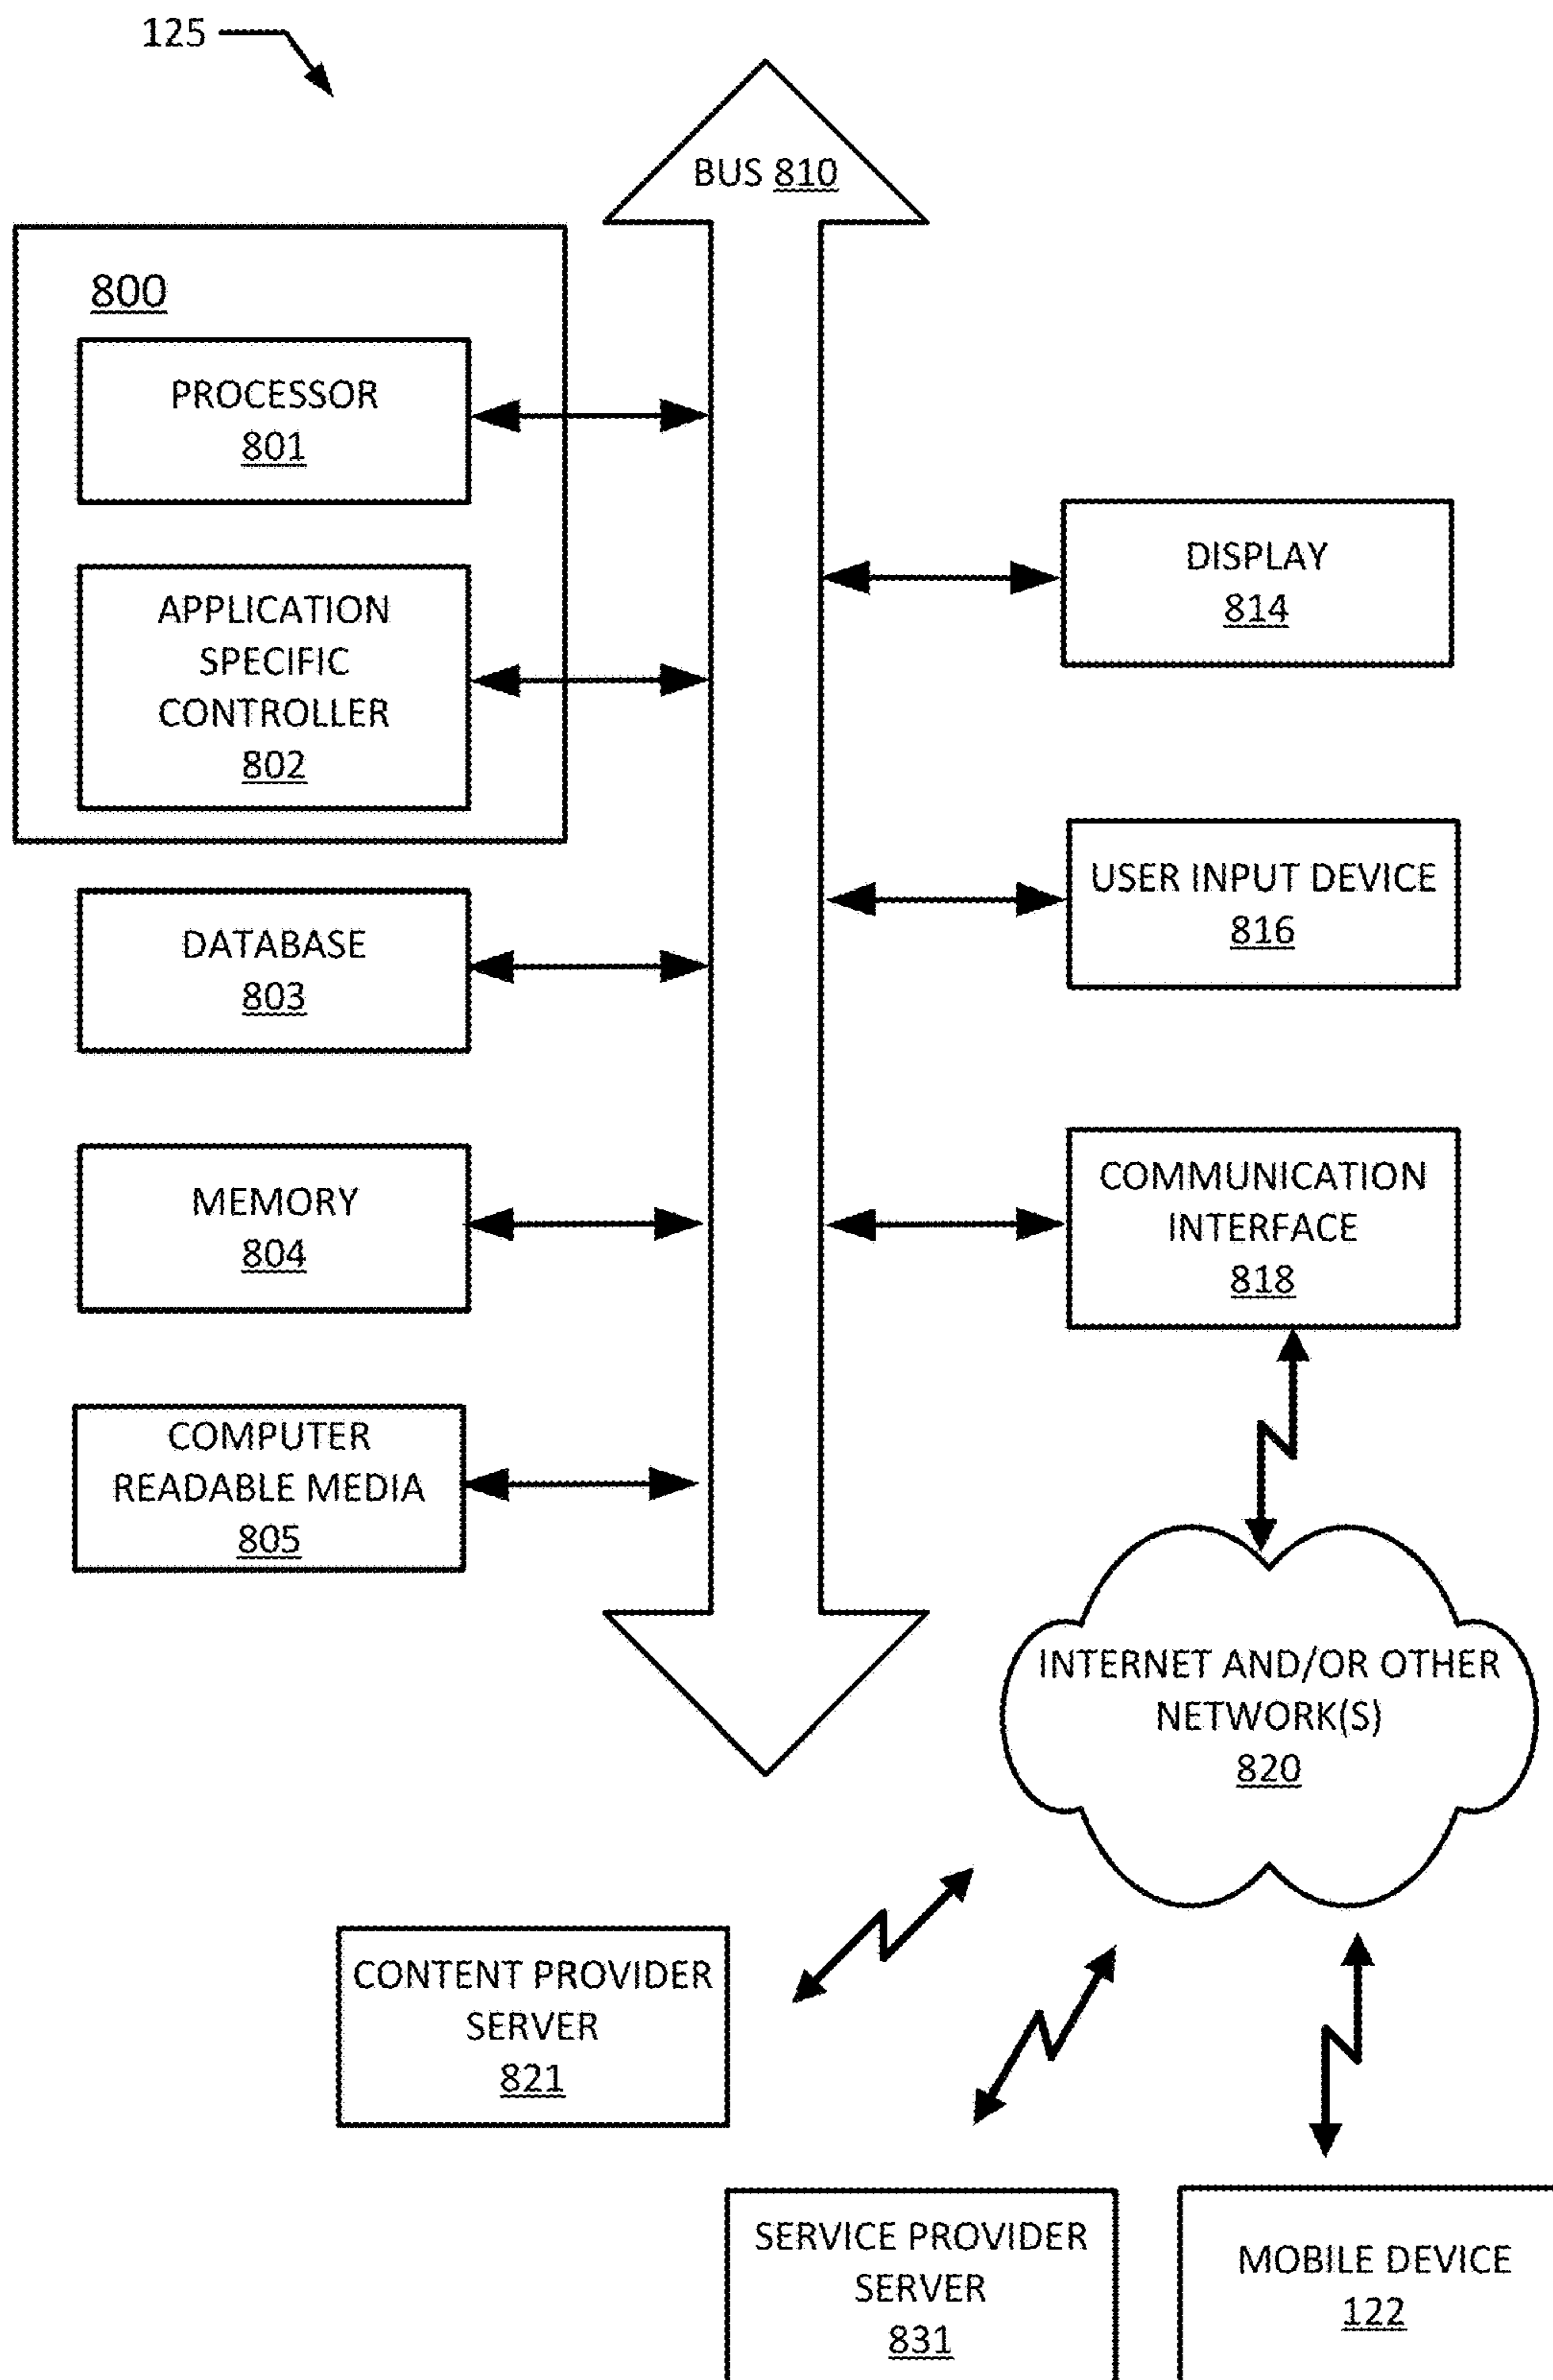 125
BUS 810
800
PROCESSOR
801
APPLICATION
SPECIFIC
CONTROLLER
802
DATABASE
803
MEMORY
804
COMPUTER
READABLE MEDIA
805
DISPLAY
814
USER INPUT DEVICE
816
COMMUNICATION
INTERFACE
818
INTERNET AND/OR OTHER
NETWORK(S)
820
CONTENT PROVIDER
SERVER
821
SERVICE PROVIDER
SERVER
831
MOBILE DEVICE
122